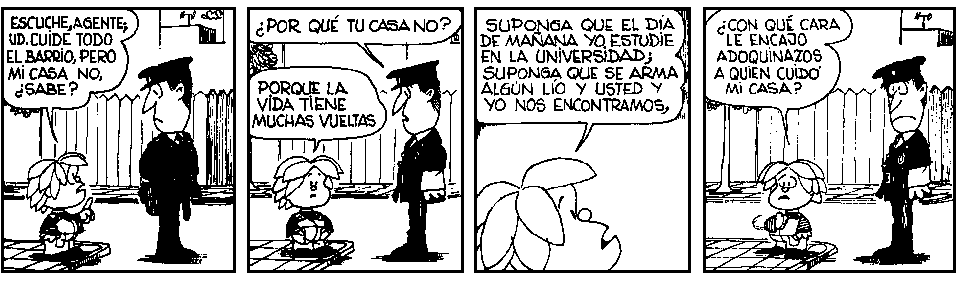 ESCUCHE, AGENTE;
UD. CUIDE TODO
EL BARRIO, PERO
MI CASA NO,
¿SABE?
¿POR QUÉ TU CASA NO?
PORQUE LA
VIDA TIENE
MUCHAS VUELTAS
SUPONGA QUE EL DÍA
DE MAÑANA YO ESTUDIE
EN LA UNIVERSIDAD;
SUPONGA QUE SE ARMA
ALGUN LÍO Y USTED Y
YO NOS ENCONTRAMOS,
¿CON QUÉ CARA
LE ENCAJO
ADOQUINAZOS
A QUIEN CUIDÓ
MI CASA?